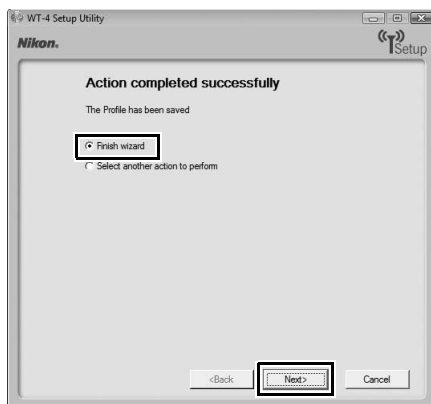 WT-4 Setup Utility
Nikon.
Setup
Action completed successfully
The Profile has been saved
Finish wizard
Select another action to perform
<Back
Next>
Cancel